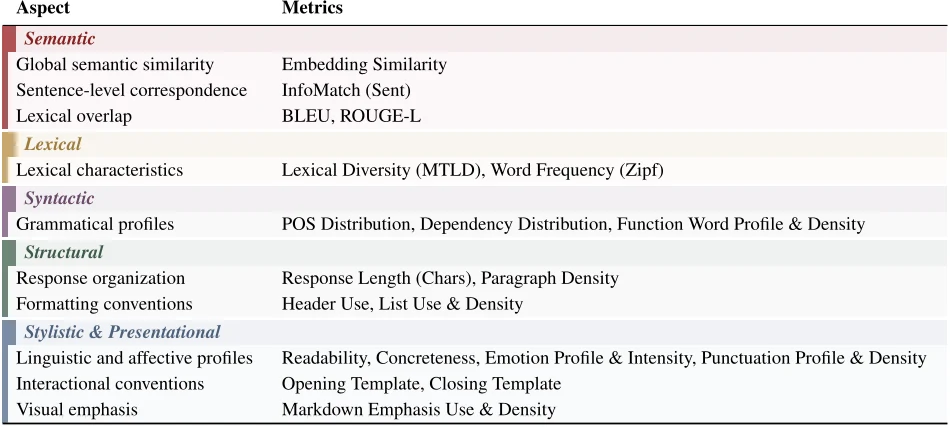 Aspect Metrics
Semantic
Global semantic similarity Embedding Similarity
Sentence-level correspondence InfoMatch (Sent)
Lexical overlap BLEU, ROUGE-L
Lexical
Lexical characteristics Lexical Diversity (MTLD), Word Frequency (Zipf)
Syntactic
Grammatical profiles POS Distribution, Dependency Distribution, Function Word Profile & Density
Structural
Response organization Response Length (Chars), Paragraph Density
Formatting conventions Header Use, List Use & Density
Stylistic & Presentational
Linguistic and affective profiles Readability, Concreteness, Emotion Profile & Intensity, Punctuation Profile & Density
Interactional conventions Opening Template, Closing Template
Visual emphasis Markdown Emphasis Use & Density